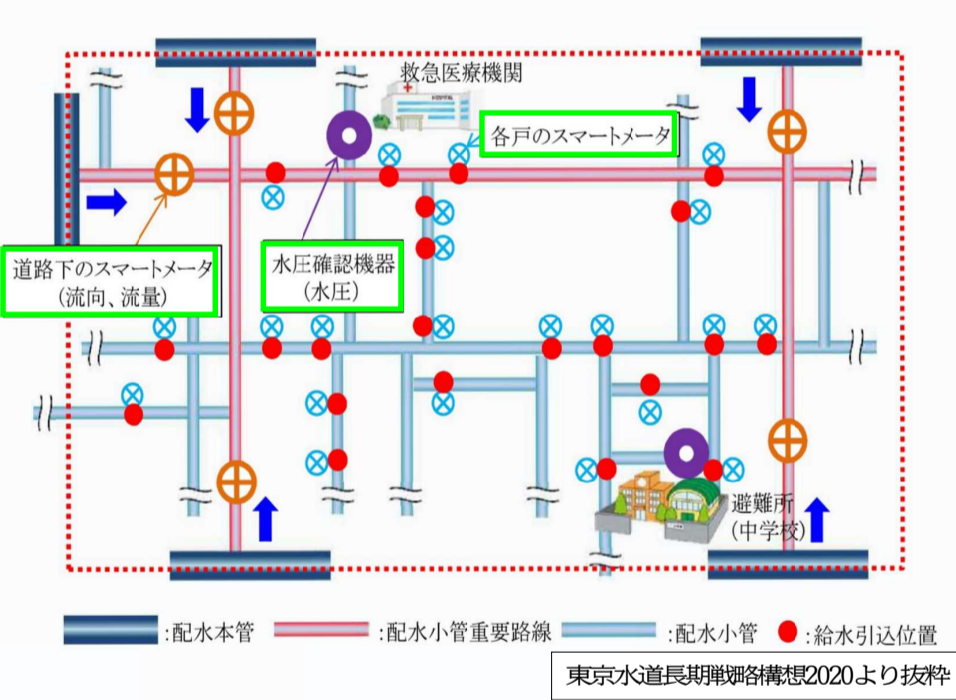 救急医療機関
HOSPITAL
各戸のスマートメータ
道路下のスマートメータ
(流向、流量)
水圧確認機器
(水圧)
避難所
(中学校)
:配水本管
:配水小管重要路線
:配水小管
:給水引込位置
東京水道長期戦略構想2020より抜粋